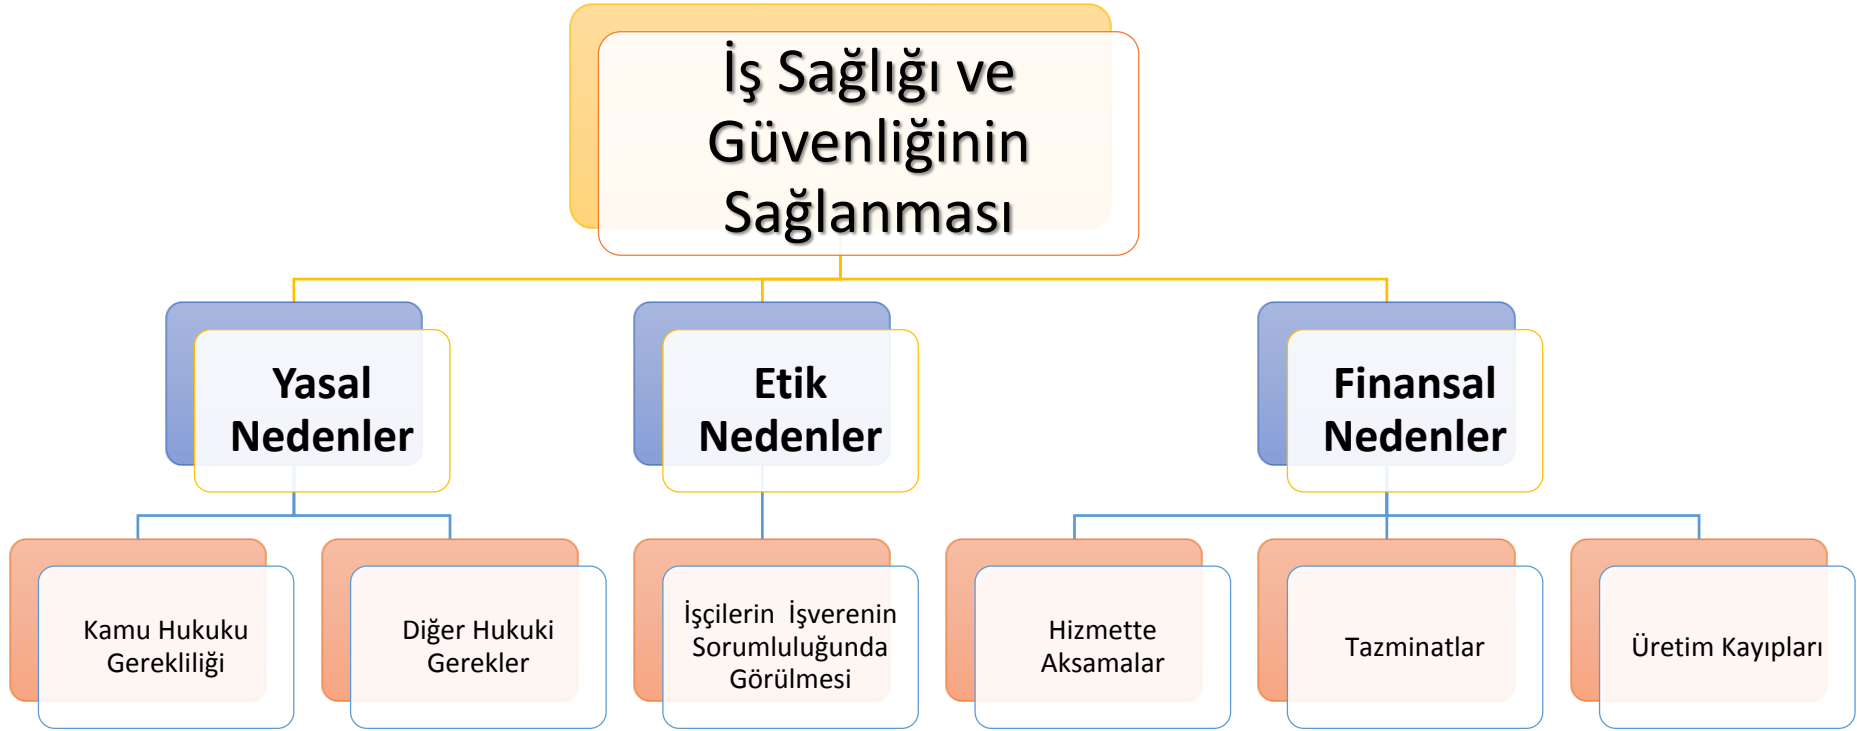 İş Sağlığı ve
Güvenliğinin
Sağlanması
Yasal
Nedenler
Etik
Nedenler
Finansal
Nedenler
Kamu Hukuku
Gerekliliği
Diğer Hukuki
Gerekler
İşçilerin  İşverenin
Sorumluluğunda
Görülmesi
Hizmette
Aksamalar
Tazminatlar
Üretim Kayıpları